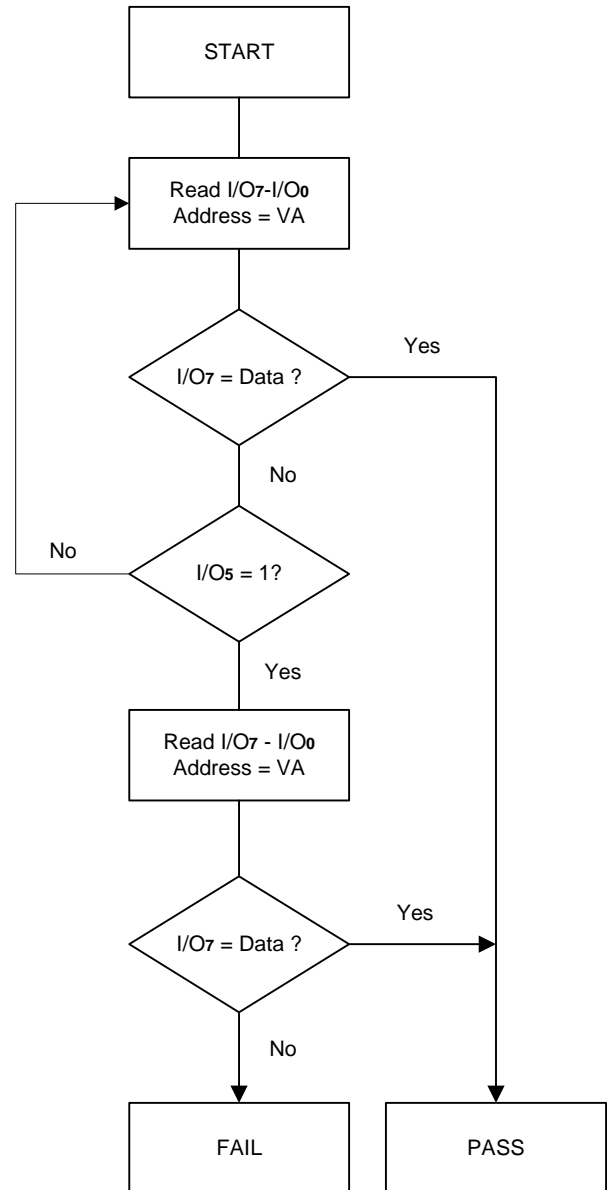 START
Read I/O7-I/O0
Address = VA
Yes
I/O7 = Data ?
No
No
I/O5 = 1?
Yes
Read I/O7 - I/O0
Address = VA
Yes
I/O7 = Data ?
No
FAIL
PASS